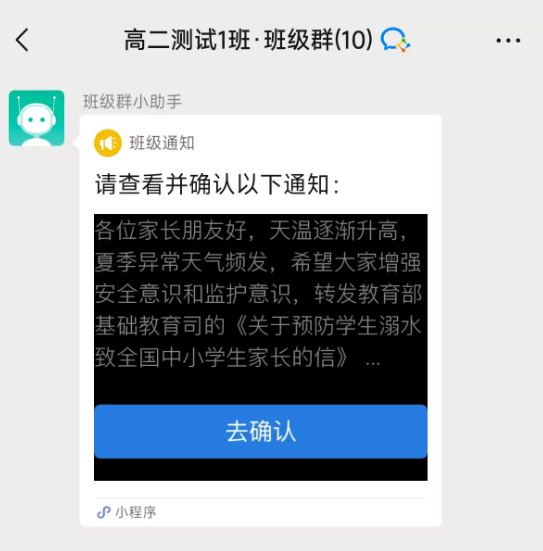 高二测试1班·班级群(10)
班级群小助手
班级通知
请查看并确认以下通知：
各位家长朋友好，天温逐渐升高，
夏季异常天气频发，希望大家增强
安全意识和监护意识，转发教育部
基础教育司的《关于预防学生溺水
致全国中小学生家长的信》 ...
去确认
小程序